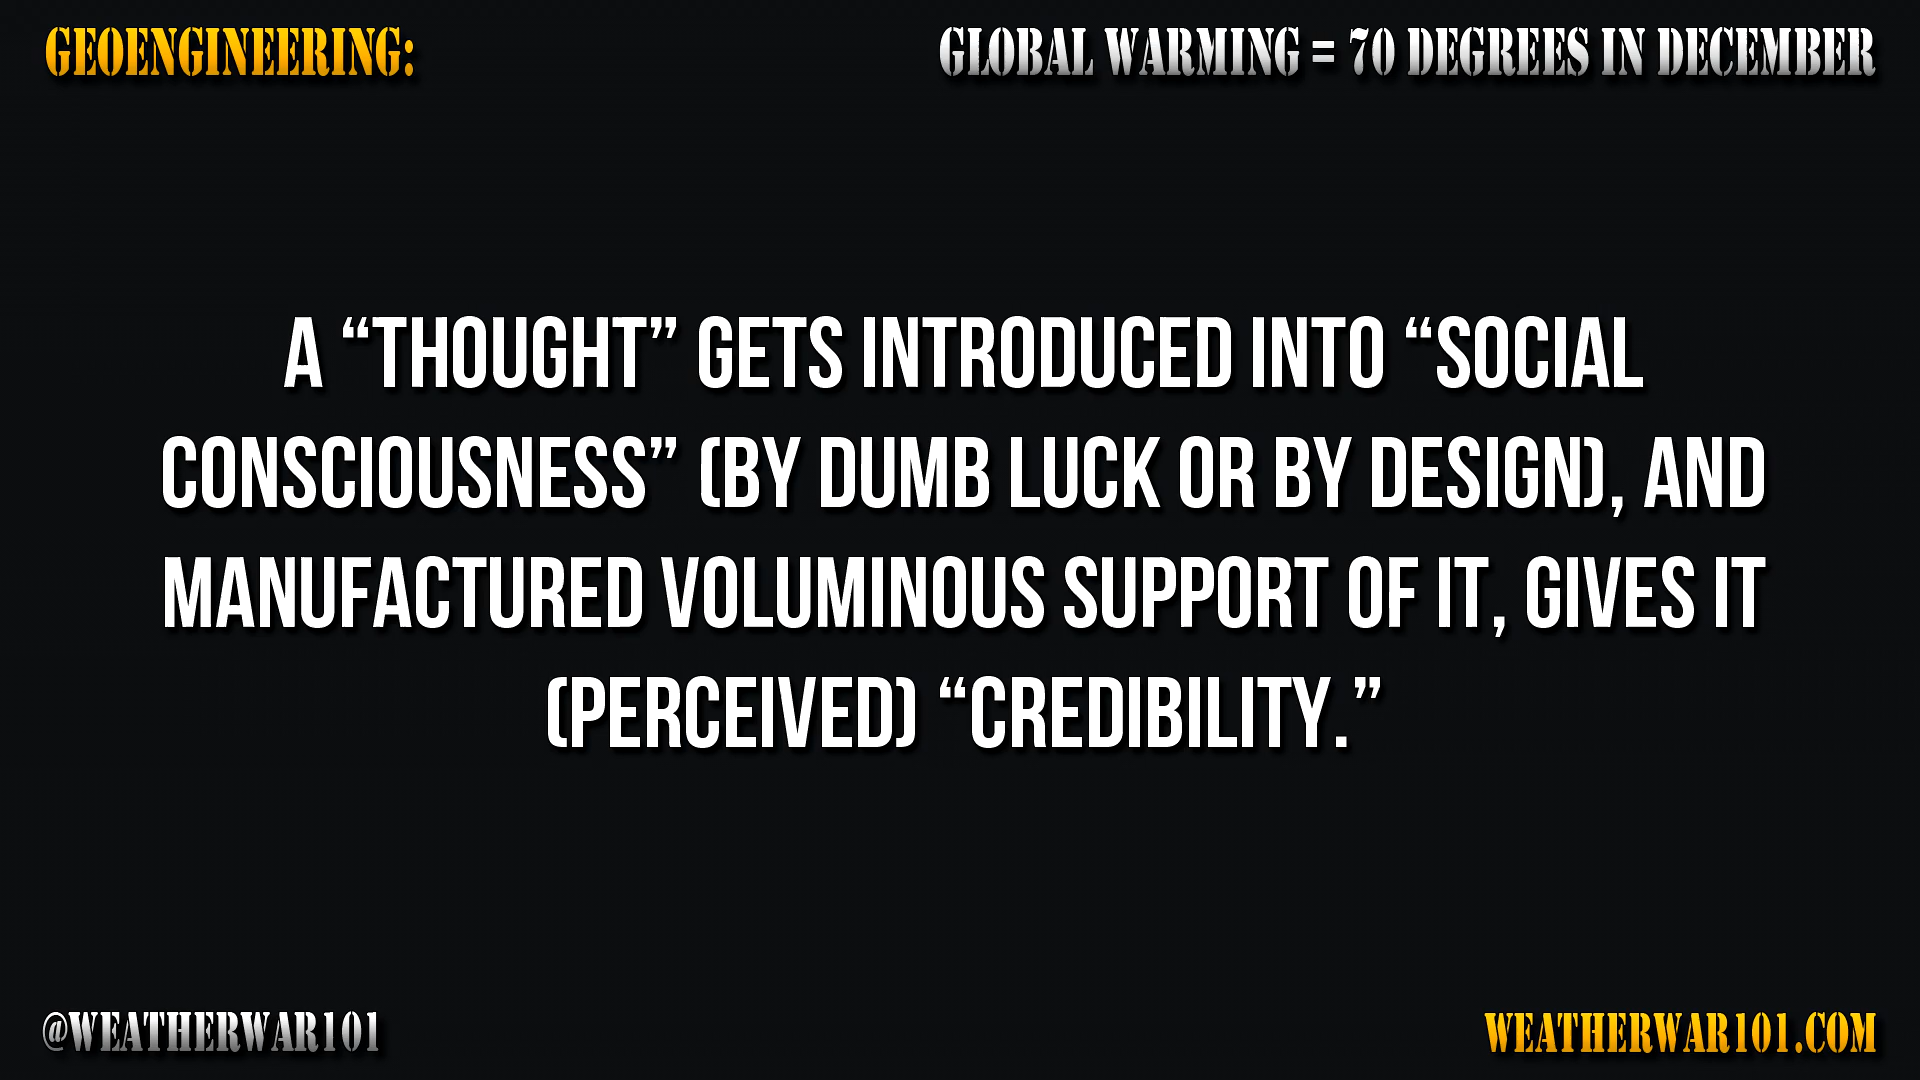 GEOENGINEERING:
GLOBAL WARMING = 70 DEGREES IN DECEMBER
A “THOUGHT” GETS INTRODUCED INTO “SOCIAL
CONSCIOUSNESS” (BY DUMB LUCK OR BY DESIGN), AND
MANUFACTURED VOLUMINOUS SUPPORT OF IT, GIVES IT
(PERCEIVED) “CREDIBILITY.”
@WEATHERWAR101
WEATHERWAR101.COM